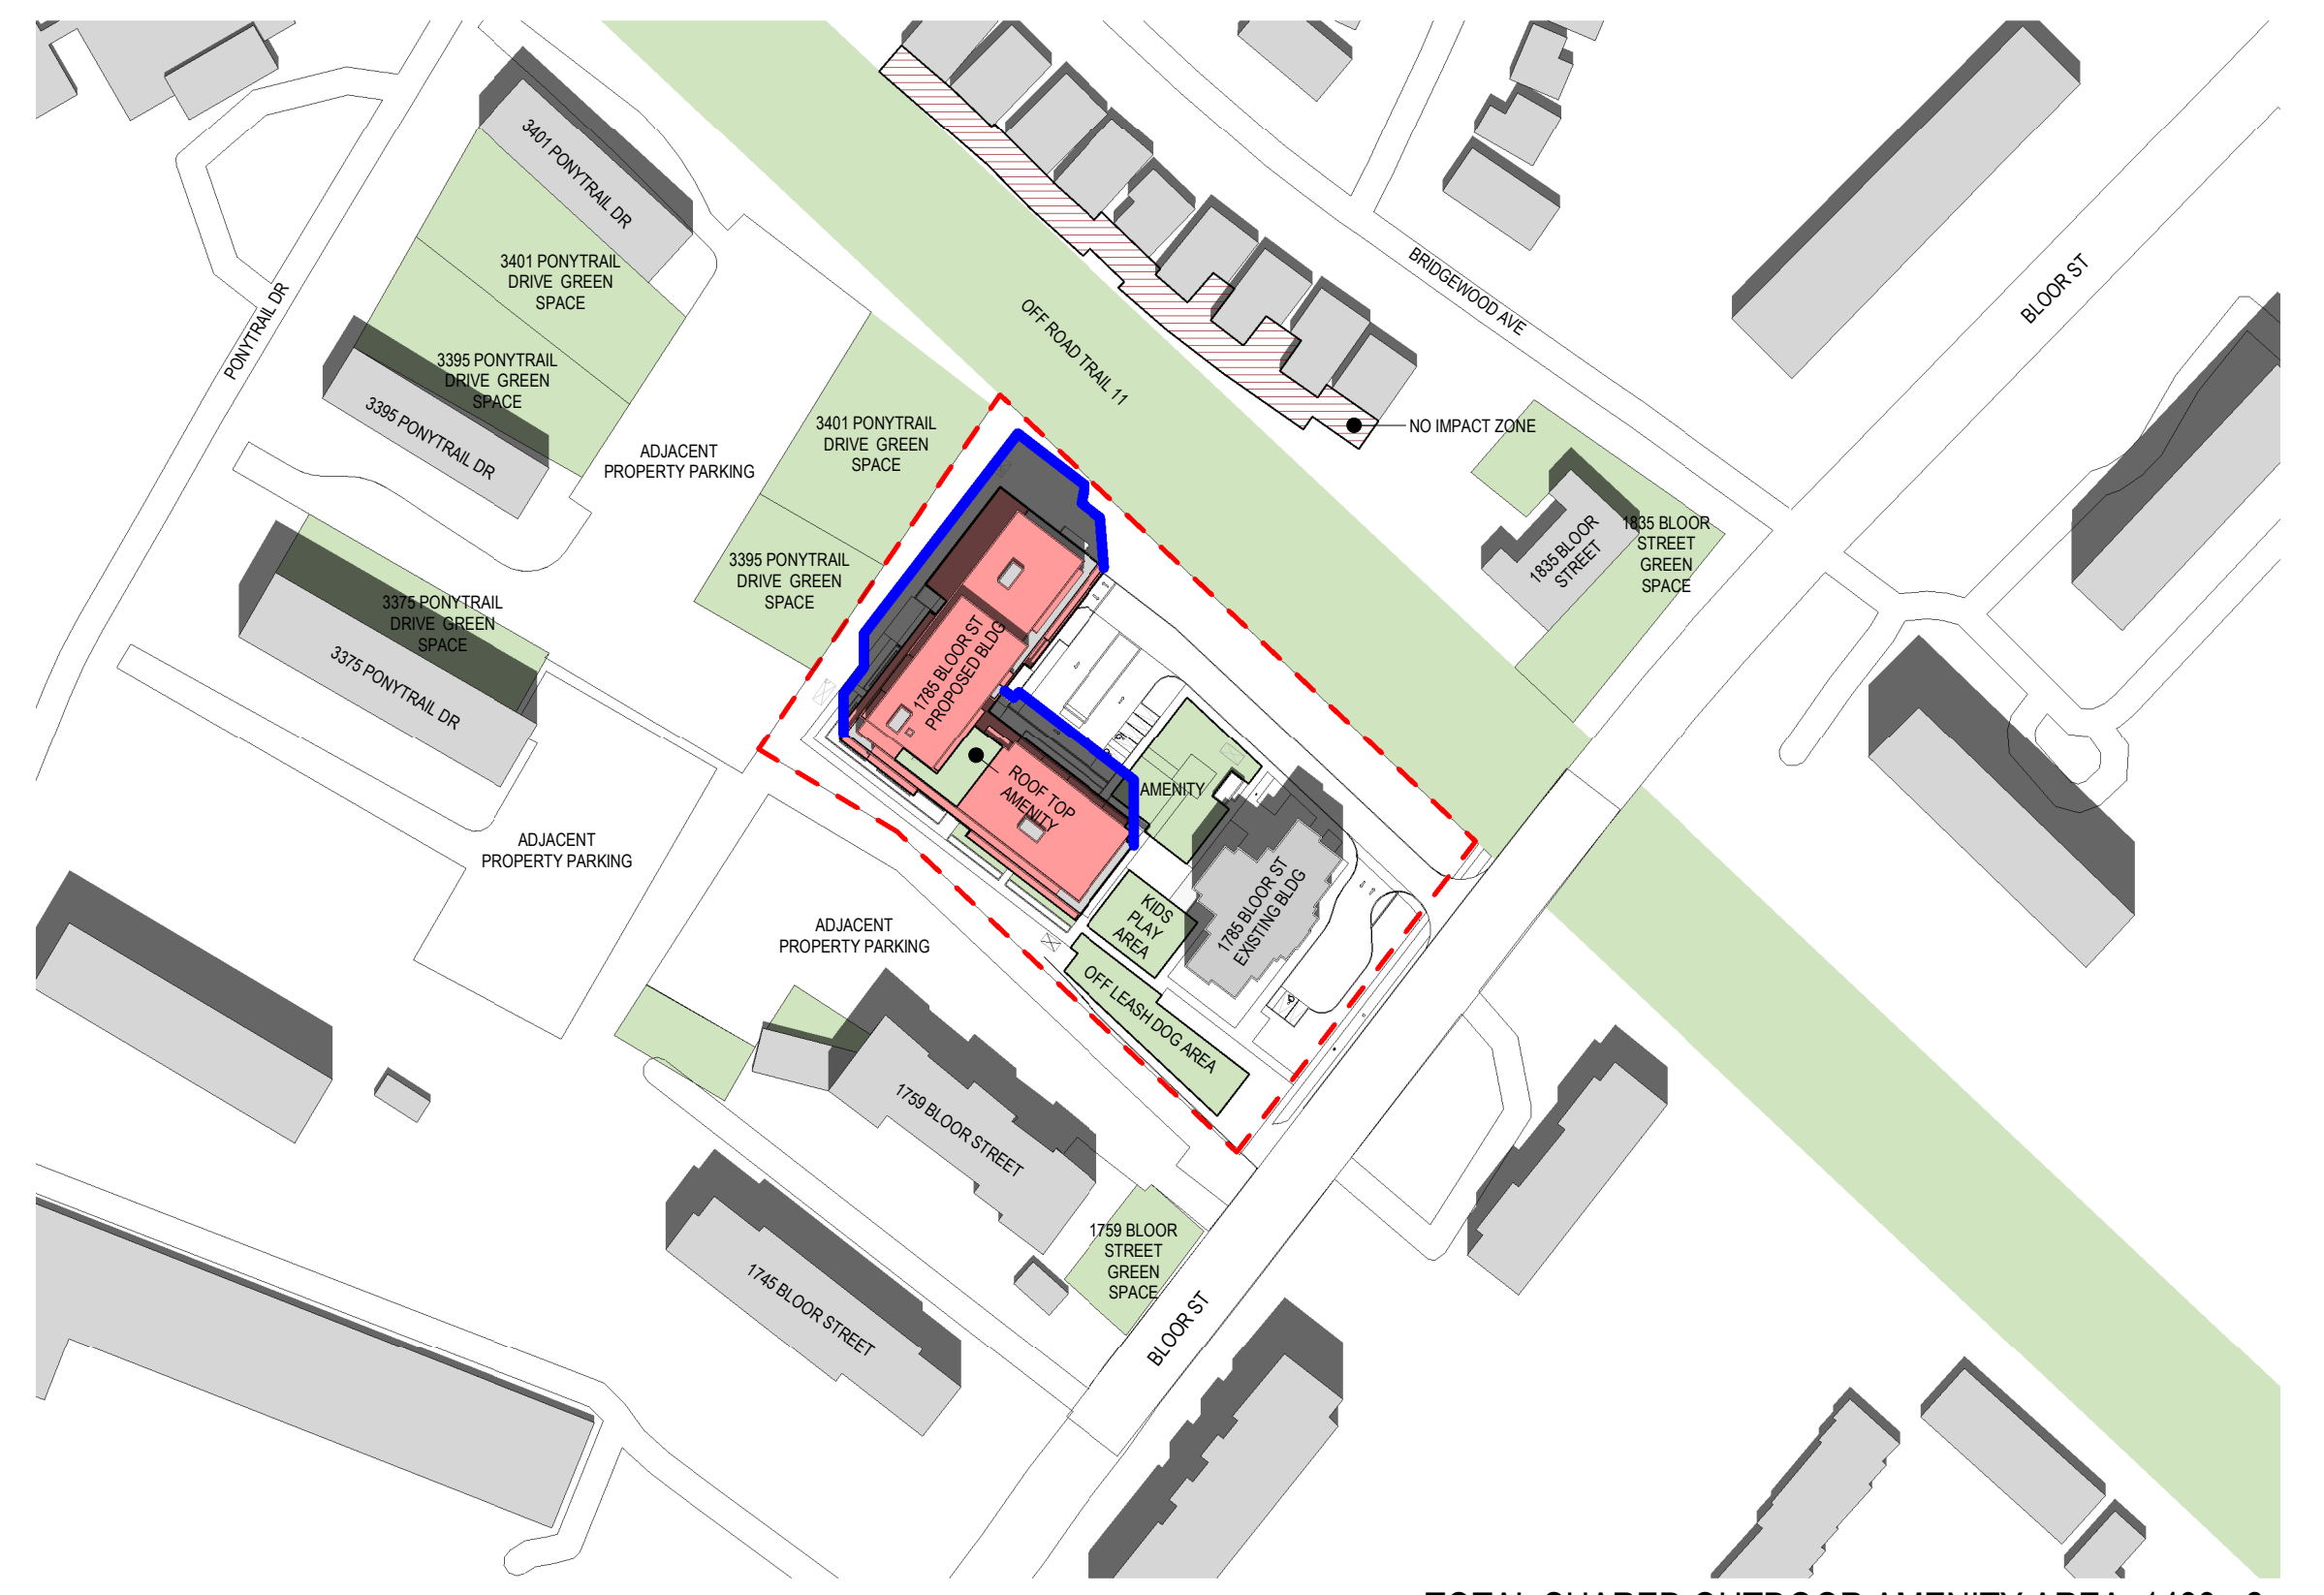 3401 PONYTRAIL DR
3401 PONYTRAIL
DRIVE GREEN
SPACE
PONYTRAIL DR
3395 PONYTRAIL
DRIVE GREEN
SPACE
3395 PONYTRAIL DR
ADJACENT
PROPERTY PARKING
3401 PONYTRAIL
DRIVE GREEN
SPACE
3395 PONYTRAIL
DRIVE GREEN
SPACE
3375 PONYTRAIL
DRIVE GREEN
SPACE
3375 PONYTRAIL DR
OFF ROAD TRAIL 11
BRIDGEWOOD AVE
BLOOR ST
NO IMPACT ZONE
1835 BLOOR
STREET
1835 BLOOR
STREET
GREEN
SPACE
1785 BLOOR ST
PROPOSED BLDG
ROOF TOP
AMENITY
AMENITY
KIDS
PLAY
AREA
1785 BLOOR ST
EXISTING BLDG
OFF LEASH DOG AREA
ADJACENT
PROPERTY PARKING
ADJACENT
PROPERTY PARKING
1759 BLOOR STREET
1745 BLOOR STREET
1759 BLOOR
STREET
GREEN
SPACE
BLOOR ST